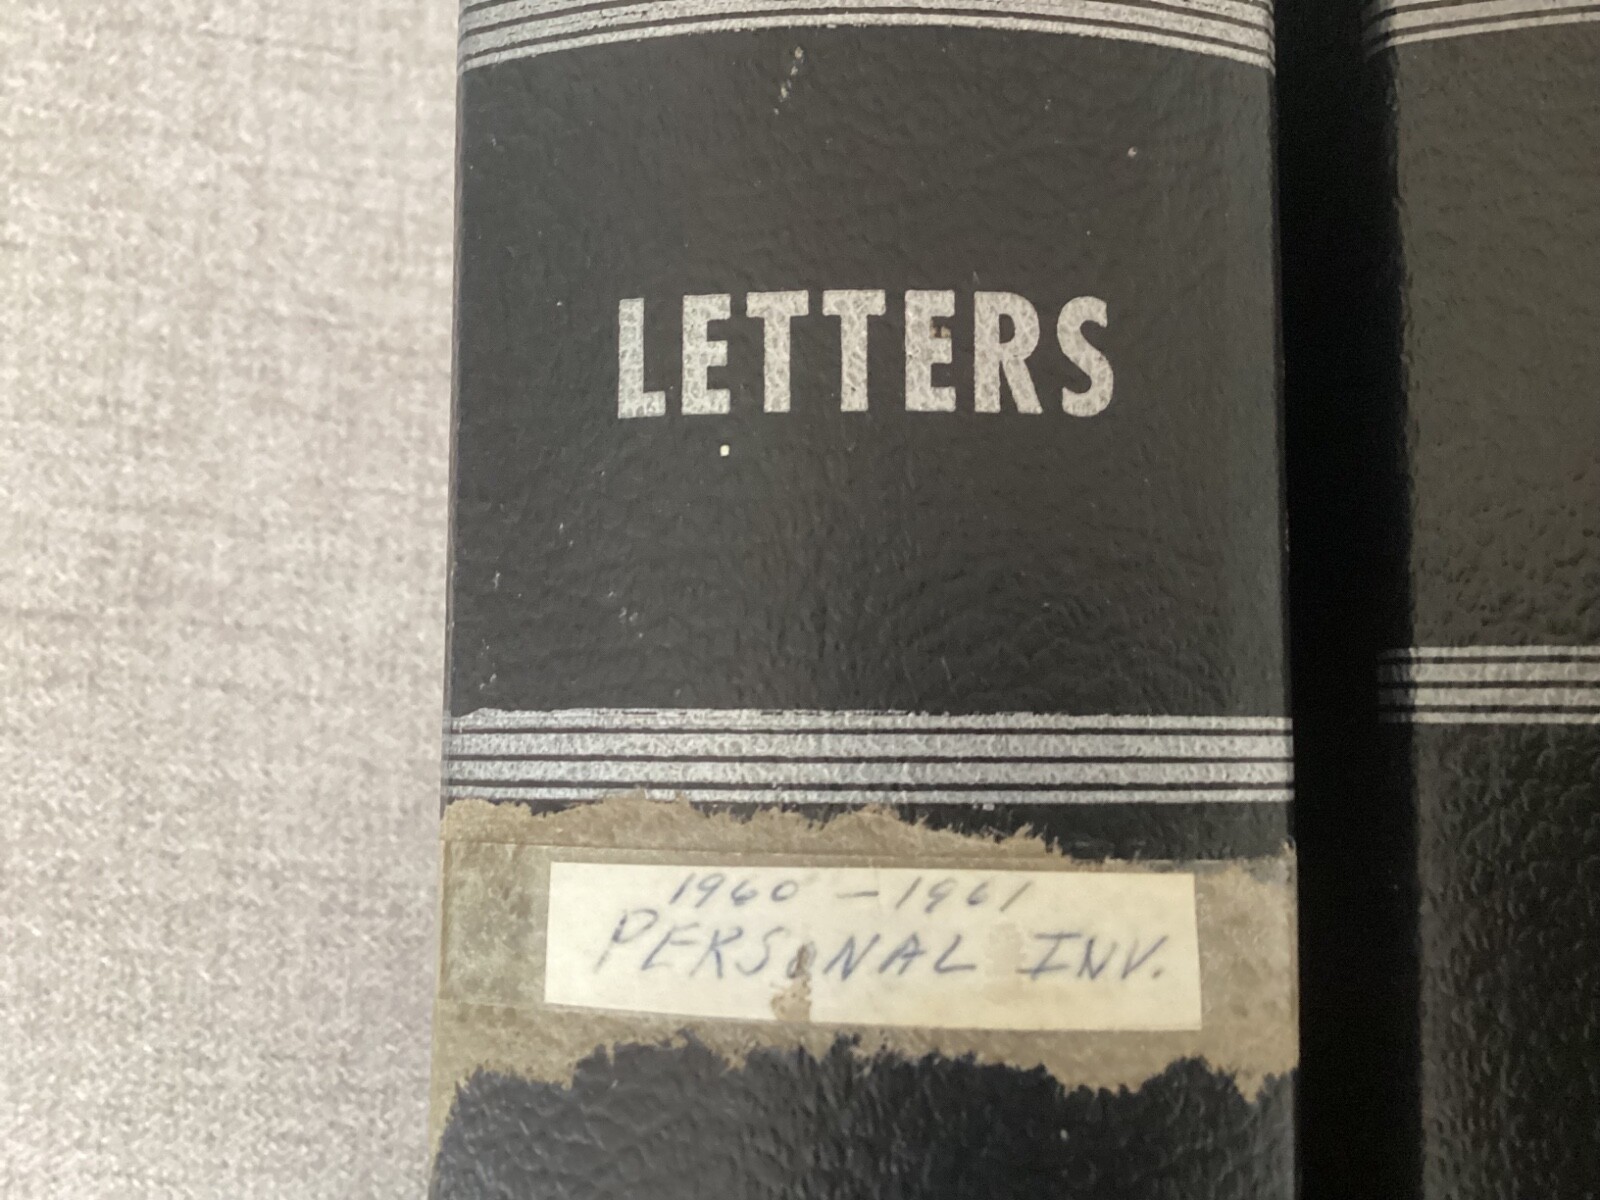 LETTERS
1960 - 1961
PERSONAL INV.